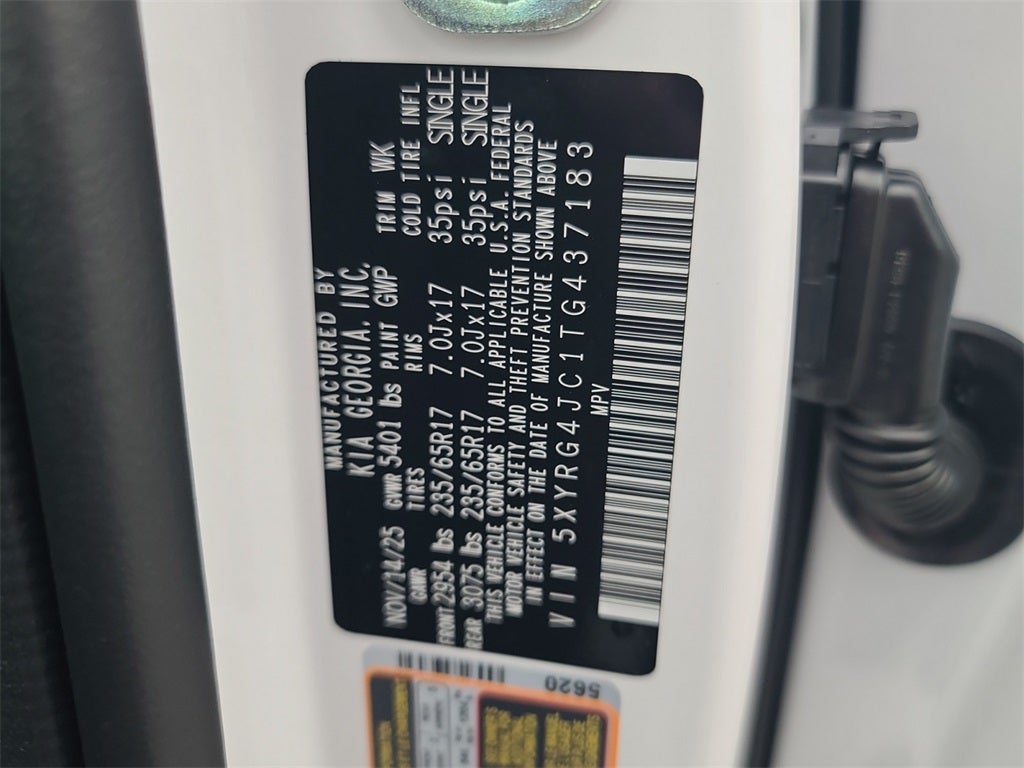 MANUFACTURED BY
KIA GEORGIA, INC.
NOV/14/25 GVWR 5401 lbs PAINT GWP TRIM WK
GAWR TIRES RIMS COLD TIRE INFL
FRONT 2954 lbs 235/65R17 7.0Jx17 35psi SINGLE
REAR 3075 lbs 235/65R17 7.0Jx17 35psi SINGLE
THIS VEHICLE CONFORMS TO ALL APPLICABLE U.S.A. FEDERAL
MOTOR VEHICLE SAFETY AND THEFT PREVENTION STANDARDS
IN EFFECT ON THE DATE OF MANUFACTURE SHOWN ABOVE
VIN 5XYRG4JC1TG437183
MPV
5620